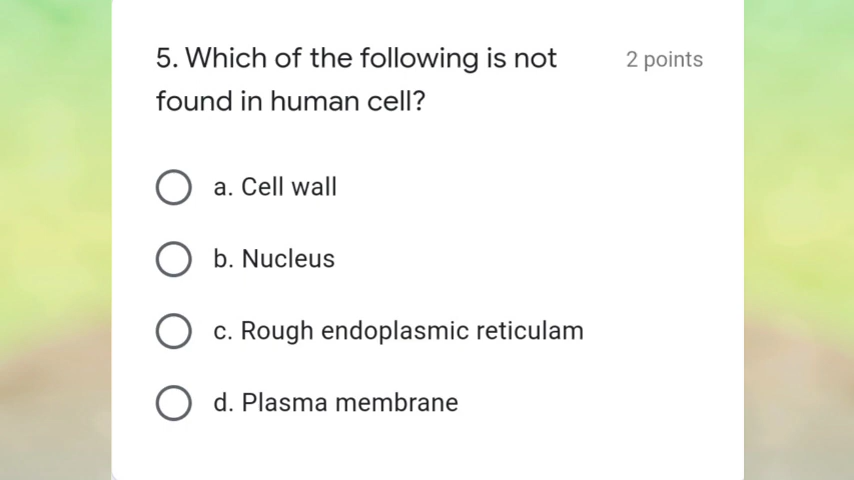 5. Which of the following is not
2 points
found in human cell?
a. Cell wall
b. Nucleus
c. Rough endoplasmic reticulam
d. Plasma membrane